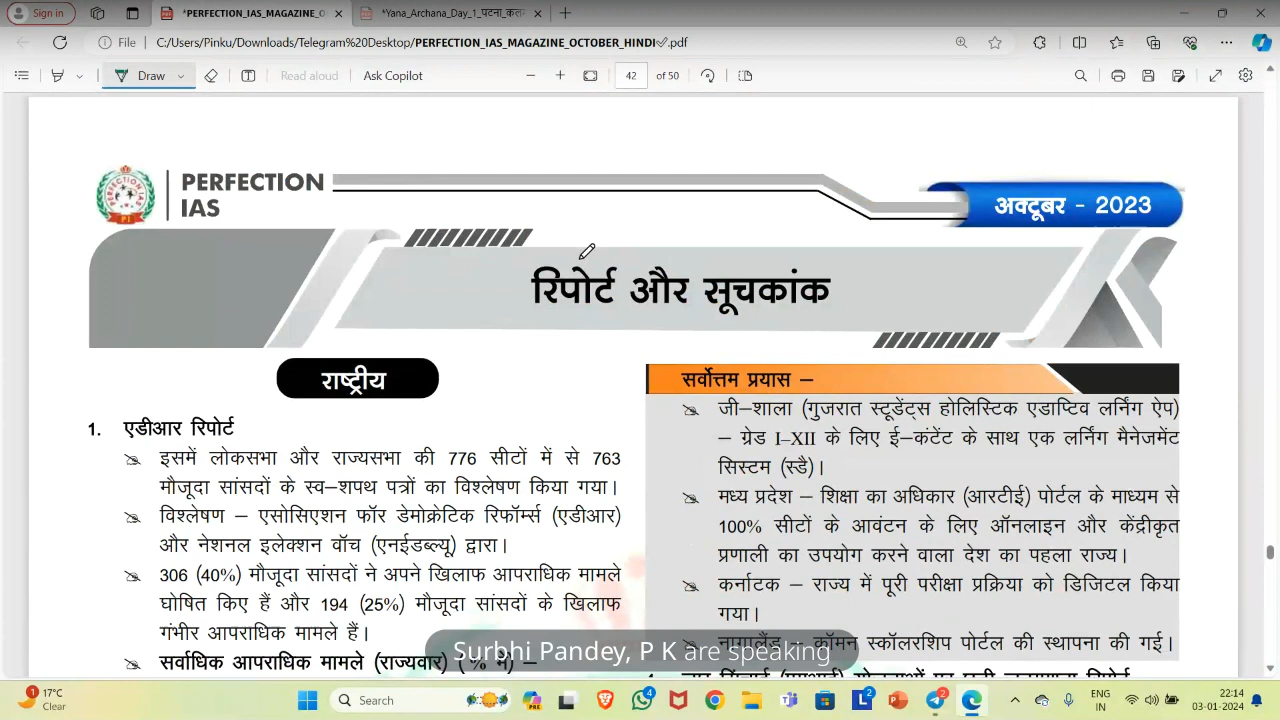 Sign in
*PERFECTION_IAS_MAGAZINE_O
*Yana_Archana_Day_1_पटना_कलम
File
C:/Users/Pinku/Downloads/Telegram%20Desktop/PERFECTION_IAS_MAGAZINE_OCTOBER_HINDI✅.pdf
Draw
Read aloud
Ask Copilot
42
of 50
PERFECTION
IAS
अक्टूबर - 2023
रिपोर्ट और सूचकांक
राष्ट्रीय
1. एडीआर रिपोर्ट
इसमें लोकसभा और राज्यसभा की 776 सीटों में से 763
मौजूदा सांसदों के स्व–शपथ पत्रों का विश्लेषण किया गया।
विश्लेषण – एसोसिएशन फॉर डेमोक्रेटिक रिफॉर्म्स (एडीआर)
और नेशनल इलेक्शन वॉच (एनईडब्ल्यू) द्वारा।
306 (40%) मौजूदा सांसदों ने अपने खिलाफ आपराधिक मामले
घोषित किए हैं और 194 (25%) मौजूदा सांसदों के खिलाफ
गंभीर आपराधिक मामले हैं।
सर्वाधिक आपराधिक मामले (राज्यवार) (% में) –
सर्वोत्तम प्रयास –
जी–शाला (गुजरात स्टूडेंट्स होलिस्टिक एडाप्टिव लर्निंग ऐप)
– ग्रेड I–XII के लिए ई–कंटेंट के साथ एक लर्निंग मैनेजमेंट
सिस्टम (स्डै)।
मध्य प्रदेश – शिक्षा का अधिकार (आरटीई) पोर्टल के माध्यम से
100% सीटों के आवंटन के लिए ऑनलाइन और केंद्रीकृत
प्रणाली का उपयोग करने वाला देश का पहला राज्य।
कर्नाटक – राज्य में पूरी परीक्षा प्रक्रिया को डिजिटल किया
गया।
नागालैंड – कॉमन स्कॉलरशिप पोर्टल की स्थापना की गई।
Surbhi Pandey, P K are speaking
1
17°C
Clear
Search
4
2
2
ENG
IN
22:14
03-01-2024